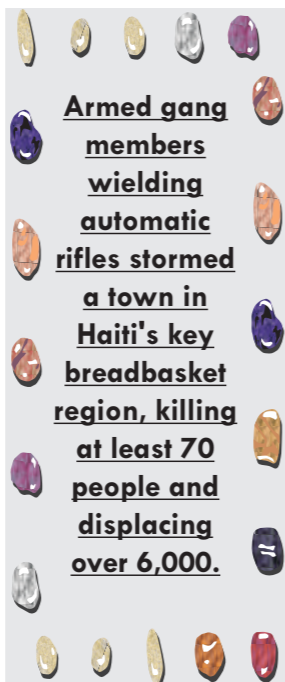 Armed gang
members
wielding
automatic
rifles stormed
a town in
Haiti's key
breadbasket
region, killing
at least 70
people and
displacing
over 6,000.